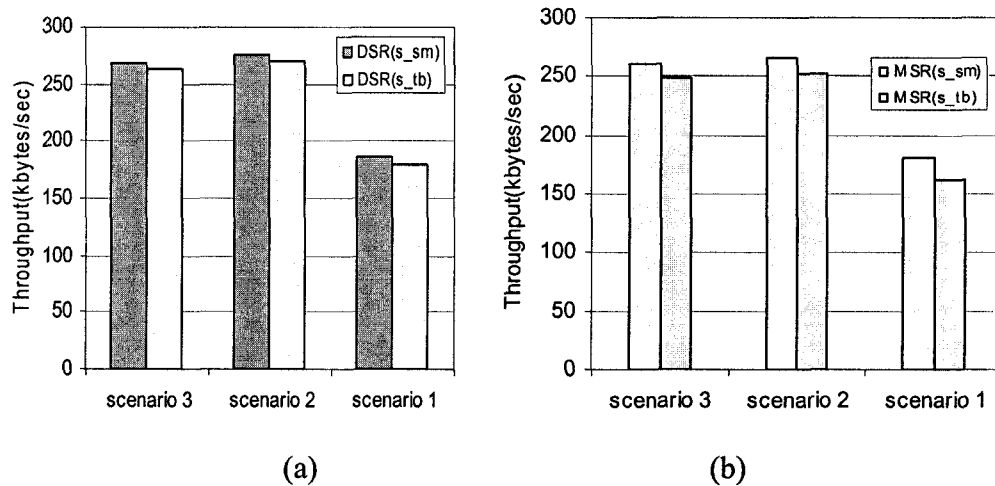 300
250
200
150
100
50
0
Throughput(kbytes/sec)
DSR(s_sm)
DSR(s_tb)
scenario 3
scenario 2
scenario 1
(a)
300
250
200
150
100
50
0
Throughput(kbytes/sec)
MSR(s_sm)
MSR(s_tb)
scenario 3
scenario 2
scenario 1
(b)